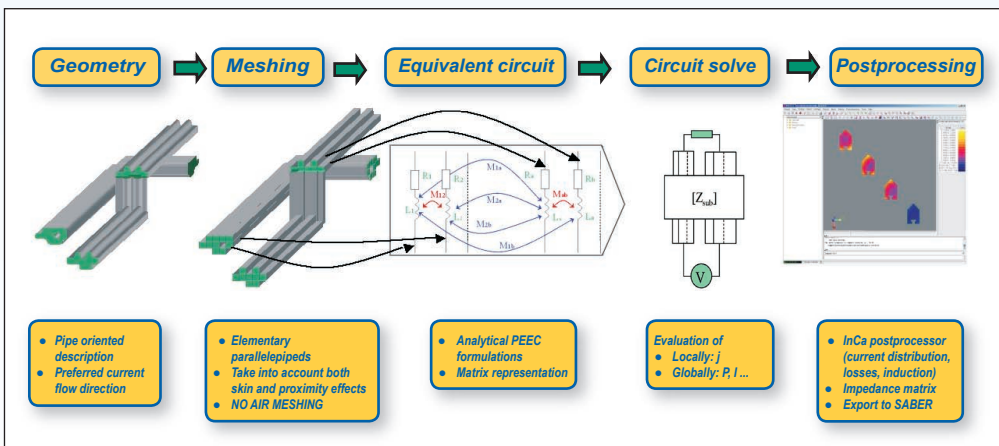 Geometry
Meshing
Equivalent circuit
Circuit solve
Postprocessing
R1
R2
M1a
Ra
Rb
M12
M2a
Mab
L1
M2b
M1b
[Zsub]
V
• Pipe oriented
description
• Preferred current
flow direction
• Elementary
parallelepipeds
• Take into account both
skin and proximity effects
• NO AIR MESHING
• Analytical PEEC
formulations
• Matrix representation
Evaluation of
• Locally: j
• Globally: P, I ...
• InCa postprocessor
(current distribution,
losses, induction)
• Impedance matrix
• Export to SABER